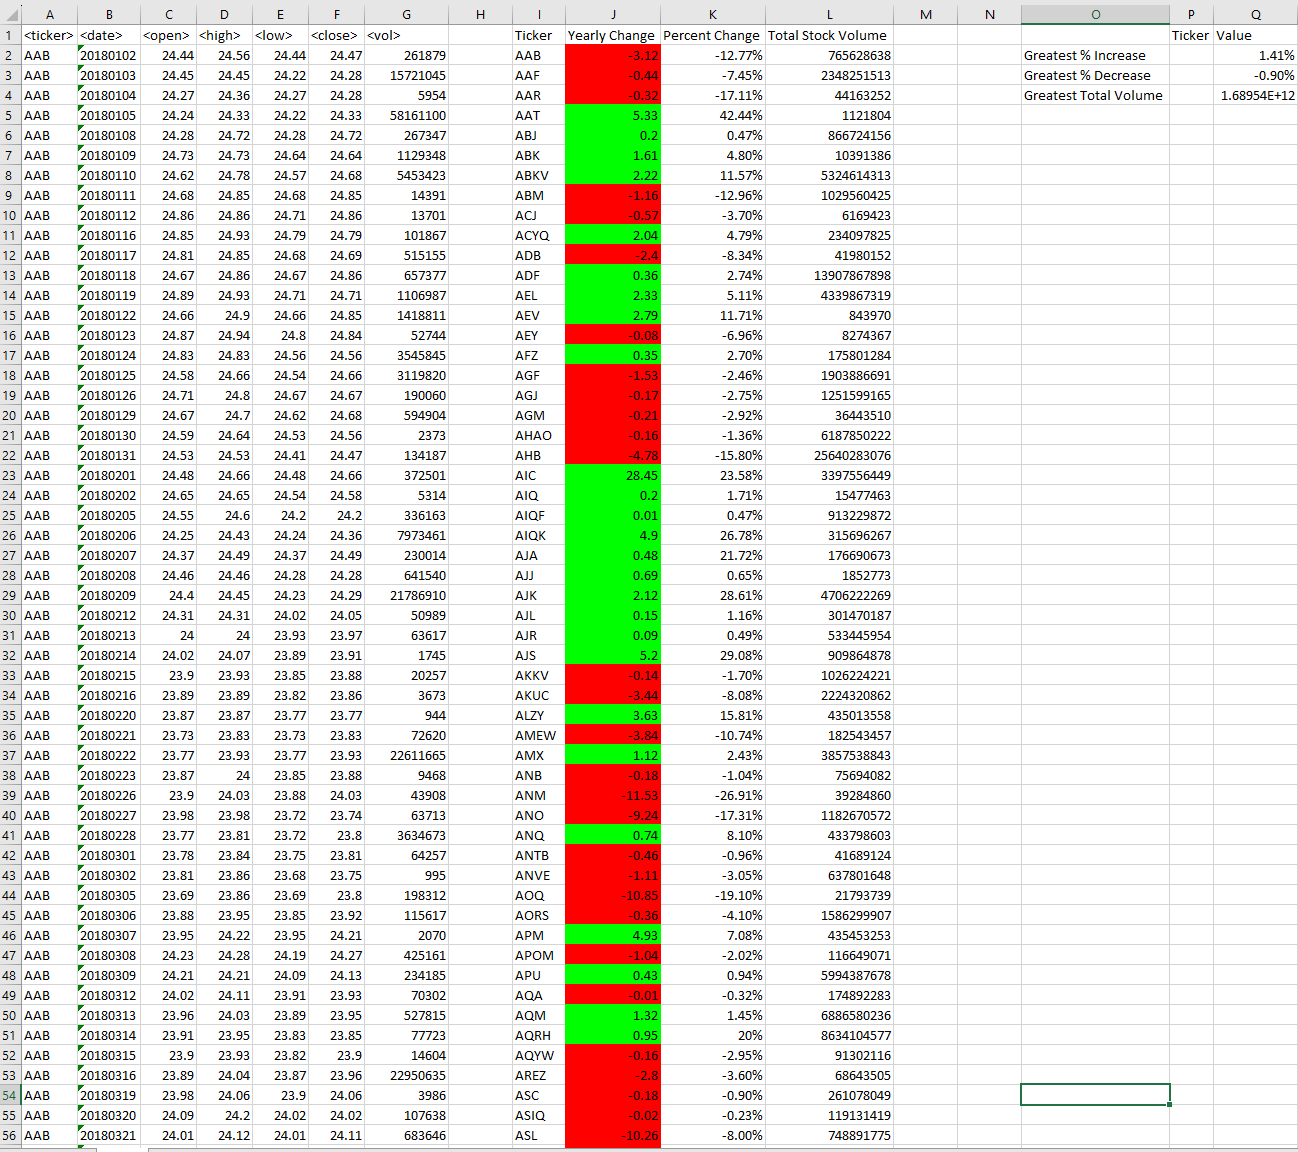 A B C D E F G H I J K L M N O P Q
1 <ticker> <date> <open> <high> <low> <close> <vol> Ticker Yearly Change Percent Change Total Stock Volume Ticker Value
2 AAB 20180102 24.44 24.56 24.44 24.47 261879 AAB -3.12 -12.77% 765628638 Greatest % Increase 1.41%
3 AAB 20180103 24.45 24.45 24.22 24.28 15721045 AAF -0.44 -7.45% 2348251513 Greatest % Decrease -0.90%
4 AAB 20180104 24.27 24.36 24.27 24.28 5954 AAR -0.32 -17.11% 44163252 Greatest Total Volume 1.68954E+12
5 AAB 20180105 24.24 24.33 24.22 24.33 58161100 AAT 5.33 42.44% 1121804
6 AAB 20180108 24.28 24.72 24.28 24.72 267347 ABJ 0.2 0.47% 866724156
7 AAB 20180109 24.73 24.73 24.64 24.64 1129348 ABK 1.61 4.80% 10391386
8 AAB 20180110 24.62 24.78 24.57 24.68 5453423 ABKV 2.22 11.57% 5324614313
9 AAB 20180111 24.68 24.85 24.68 24.85 14391 ABM -1.16 -12.96% 1029560425
10 AAB 20180112 24.86 24.86 24.71 24.86 13701 ACJ -0.57 -3.70% 6169423
11 AAB 20180116 24.85 24.93 24.79 24.79 101867 ACYQ 2.04 4.79% 234097825
12 AAB 20180117 24.81 24.85 24.68 24.69 515155 ADB -2.4 -8.34% 41980152
13 AAB 20180118 24.67 24.86 24.67 24.86 657377 ADF 0.36 2.74% 13907867898
14 AAB 20180119 24.89 24.93 24.71 24.71 1106987 AEL 2.33 5.11% 4339867319
15 AAB 20180122 24.66 24.9 24.66 24.85 1418811 AEV 2.79 11.71% 843970
16 AAB 20180123 24.87 24.94 24.8 24.84 52744 AEY -0.08 -6.96% 8274367
17 AAB 20180124 24.83 24.83 24.56 24.56 3545845 AFZ 0.35 2.70% 175801284
18 AAB 20180125 24.58 24.66 24.54 24.66 3119820 AGF -1.53 -2.46% 1903886691
19 AAB 20180126 24.71 24.8 24.67 24.67 190060 AGJ -0.17 -2.75% 1251599165
20 AAB 20180129 24.67 24.7 24.62 24.68 594904 AGM -0.21 -2.92% 36443510
21 AAB 20180130 24.59 24.64 24.53 24.56 2373 AHAO -0.16 -1.36% 6187850222
22 AAB 20180131 24.53 24.53 24.41 24.47 134187 AHB -4.78 -15.80% 25640283076
23 AAB 20180201 24.48 24.66 24.48 24.66 372501 AIC 28.45 23.58% 3397556449
24 AAB 20180202 24.65 24.65 24.54 24.58 5314 AIQ 0.2 1.71% 15477463
25 AAB 20180205 24.55 24.6 24.2 24.2 336163 AIQF 0.01 0.47% 913229872
26 AAB 20180206 24.25 24.43 24.24 24.36 7973461 AIQK 4.9 26.78% 315696267
27 AAB 20180207 24.37 24.49 24.37 24.49 230014 AJA 0.48 21.72% 176690673
28 AAB 20180208 24.46 24.46 24.28 24.28 641540 AJJ 0.69 0.65% 1852773
29 AAB 20180209 24.4 24.45 24.23 24.29 21786910 AJK 2.12 28.61% 4706222269
30 AAB 20180212 24.31 24.31 24.02 24.05 50989 AJL 0.15 1.16% 301470187
31 AAB 20180213 24 24 23.93 23.97 63617 AJR 0.09 0.49% 533445954
32 AAB 20180214 24.02 24.07 23.89 23.91 1745 AJS 5.2 29.08% 909864878
33 AAB 20180215 23.9 23.93 23.85 23.88 20257 AKKV -0.14 -1.70% 1026224221
34 AAB 20180216 23.89 23.89 23.82 23.86 3673 AKUC -3.44 -8.08% 2224320862
35 AAB 20180220 23.87 23.87 23.77 23.77 944 ALZY 3.63 15.81% 435013558
36 AAB 20180221 23.73 23.83 23.73 23.83 72620 AMEW -3.84 -10.74% 182543457
37 AAB 20180222 23.77 23.93 23.77 23.93 22611665 AMX 1.12 2.43% 3857538843
38 AAB 20180223 23.87 24 23.85 23.88 9468 ANB -0.18 -1.04% 75694082
39 AAB 20180226 23.9 24.03 23.88 24.03 43908 ANM -11.53 -26.91% 39284860
40 AAB 20180227 23.98 23.98 23.72 23.74 63713 ANO -9.24 -17.31% 1182670572
41 AAB 20180228 23.77 23.81 23.72 23.8 3634673 ANQ 0.74 8.10% 433798603
42 AAB 20180301 23.78 23.84 23.75 23.81 64257 ANTB -0.46 -0.96% 41689124
43 AAB 20180302 23.81 23.86 23.68 23.75 995 ANVE -1.11 -3.05% 637801648
44 AAB 20180305 23.69 23.86 23.69 23.8 198312 AOQ -10.85 -19.10% 21793739
45 AAB 20180306 23.88 23.95 23.85 23.92 115617 AORS -0.36 -4.10% 1586299907
46 AAB 20180307 23.95 24.22 23.95 24.21 2070 APM 4.93 7.08% 435453253
47 AAB 20180308 24.23 24.28 24.19 24.27 425161 APOM -1.04 -2.02% 116649071
48 AAB 20180309 24.21 24.21 24.09 24.13 234185 APU 0.43 0.94% 5994387678
49 AAB 20180312 24.02 24.11 23.91 23.93 70302 AQA -0.01 -0.32% 174892283
50 AAB 20180313 23.96 24.03 23.89 23.95 527815 AQM 1.32 1.45% 6886580236
51 AAB 20180314 23.91 23.95 23.83 23.85 77723 AQRH 0.95 20% 8634104577
52 AAB 20180315 23.9 23.93 23.82 23.9 14604 AQYW -0.16 -2.95% 91302116
53 AAB 20180316 23.89 24.04 23.87 23.96 22950635 AREZ -2.8 -3.60% 68643505
54 AAB 20180319 23.98 24.06 23.9 24.06 3986 ASC -0.18 -0.90% 261078049
55 AAB 20180320 24.09 24.2 24.02 24.02 107638 ASIQ -0.02 -0.23% 119131419
56 AAB 20180321 24.01 24.12 24.01 24.11 683646 ASL -10.26 -8.00% 748891775